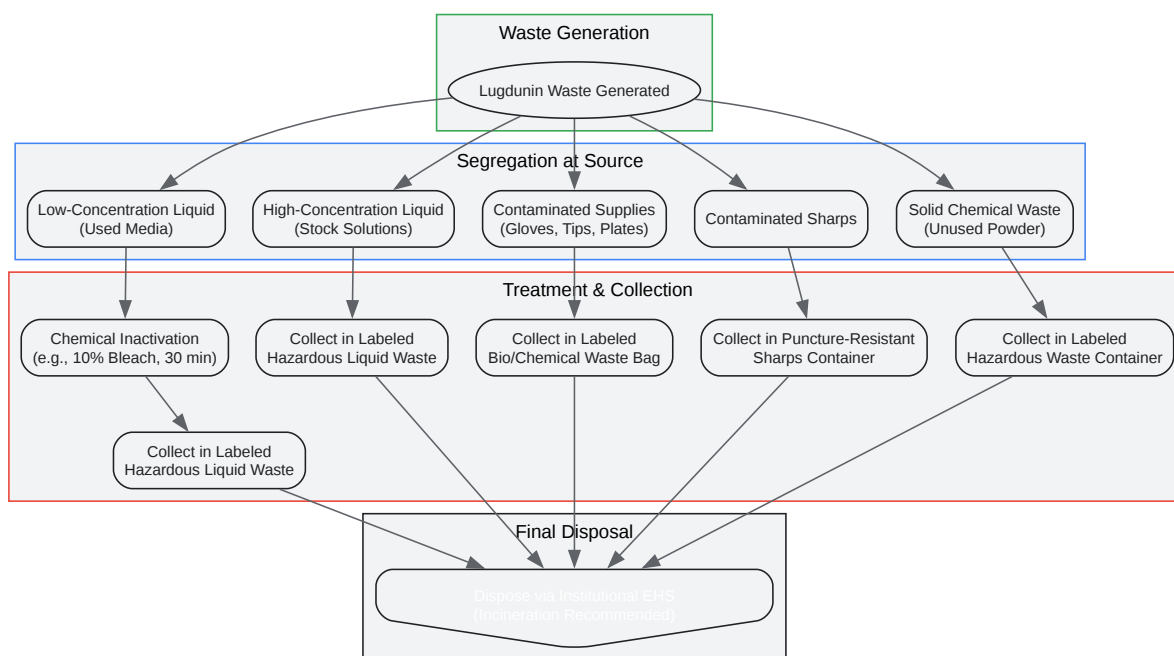 Waste Generation
Lugdunin Waste Generated
Segregation at Source
Low-Concentration Liquid
(Used Media)
High-Concentration Liquid
(Stock Solutions)
Contaminated Supplies
(Gloves, Tips, Plates)
Contaminated Sharps
Solid Chemical Waste
(Unused Powder)
Treatment & Collection
Chemical Inactivation
(e.g., 10% Bleach, 30 min)
Collect in Labeled
Hazardous Liquid Waste
Collect in Labeled
Bio/Chemical Waste Bag
Collect in Puncture-Resistant
Sharps Container
Collect in Labeled
Hazardous Waste Container
Collect in Labeled
Hazardous Liquid Waste
Final Disposal
Dispose via Institutional EHS
(Incineration Recommended)